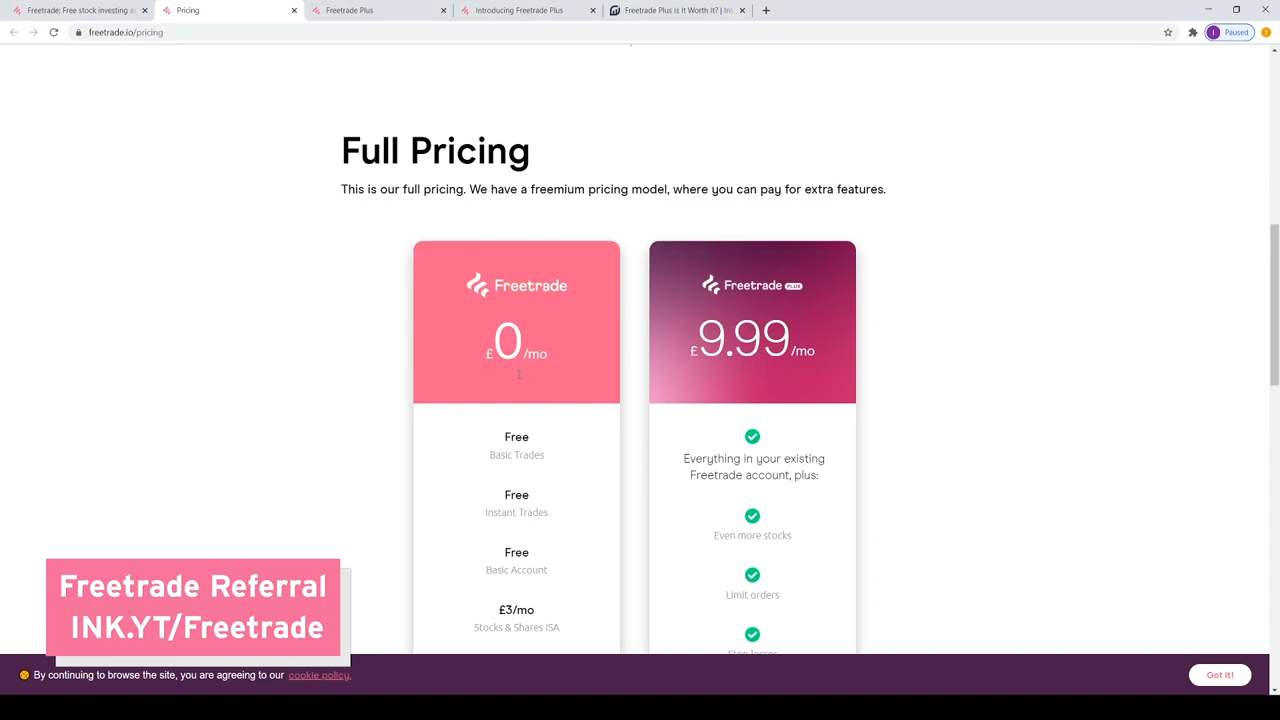 Freetrade: Free stock investing a
Pricing
Freetrade Plus
Introducing Freetrade Plus
Freetrade Plus Is It Worth It? | In
freetrade.io/pricing
Paused
Full Pricing
This is our full pricing. We have a freemium pricing model, where you can pay for extra features.
Freetrade
£0/mo
Free
Basic Trades
Free
Instant Trades
Free
Basic Account
£3/mo
Stocks & Shares ISA
Freetrade PLUS
£9.99/mo
Everything in your existing
Freetrade account, plus:
Even more stocks
Limit orders
Stop losses
Freetrade Referral
INK.YT/Freetrade
By continuing to browse the site, you are agreeing to our cookie policy.
Got it!